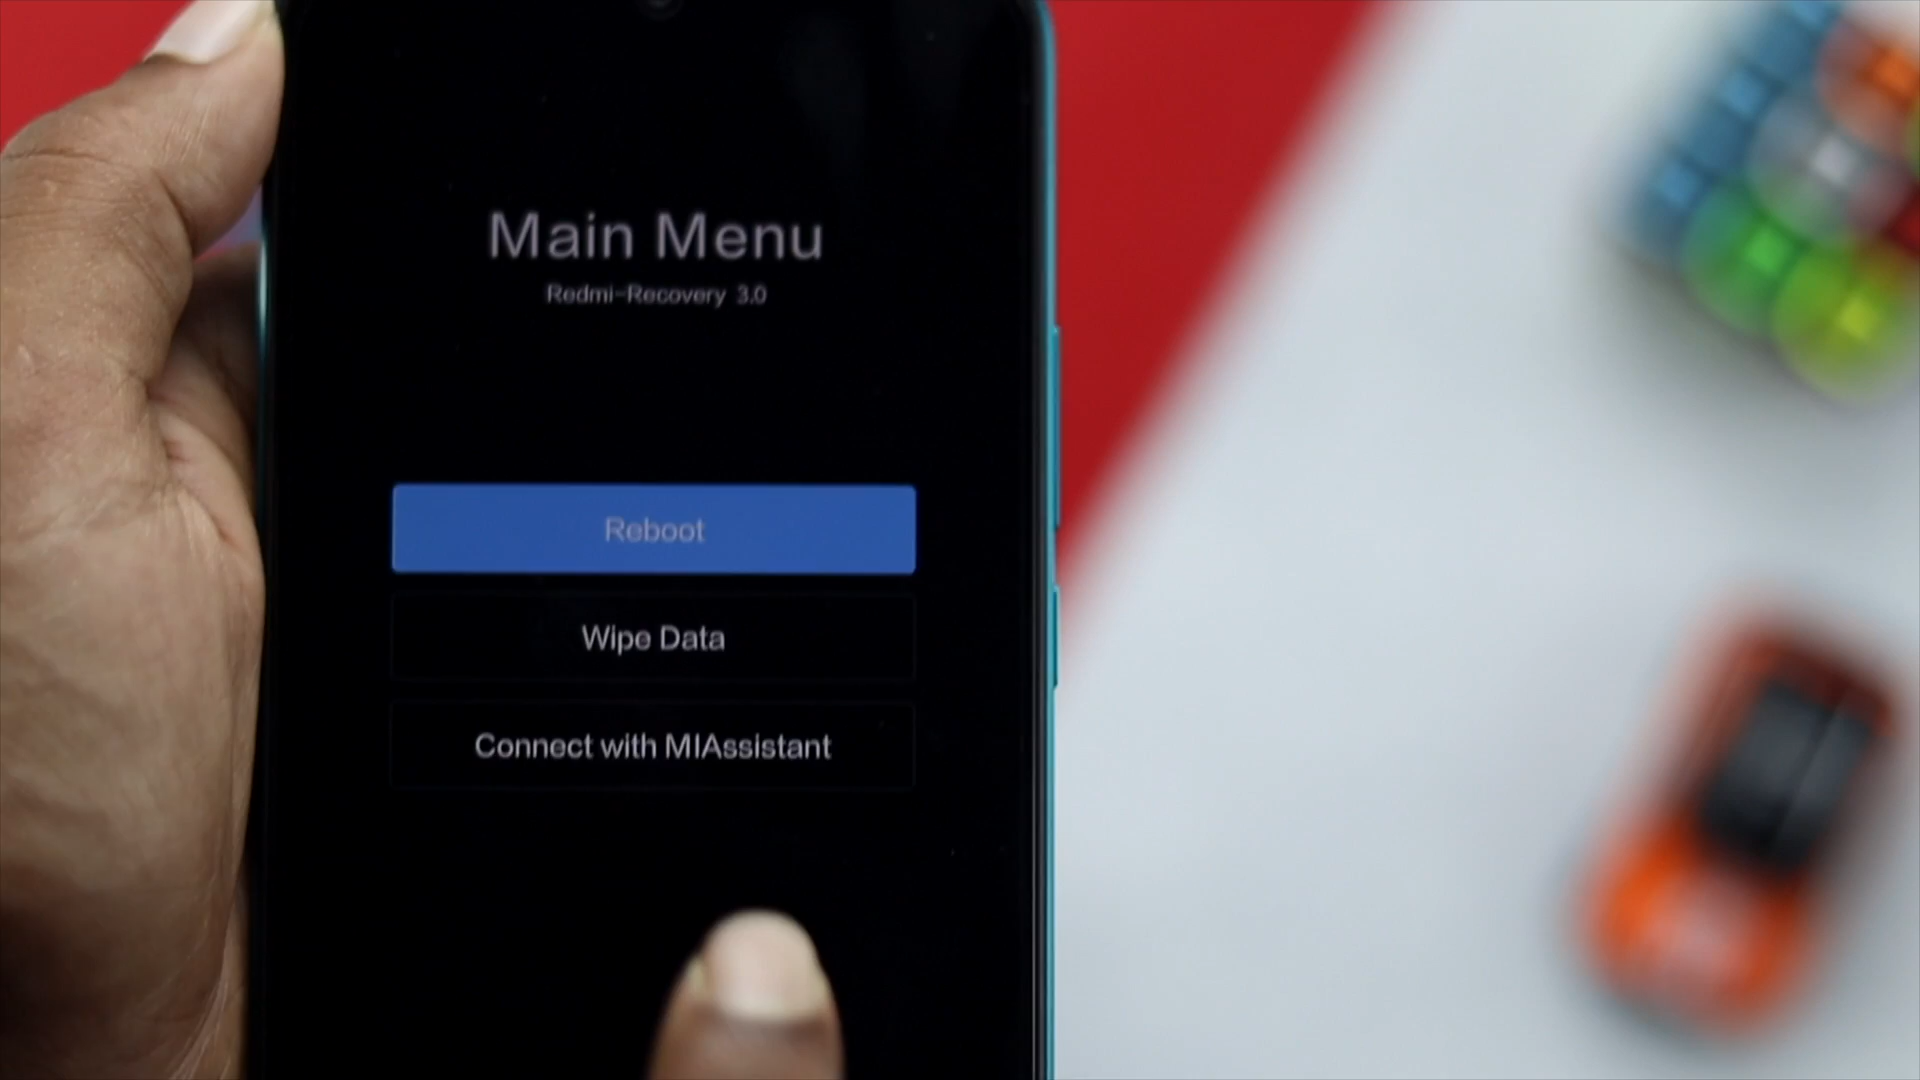 Main Menu
Redmi-Recovery 3.0
Reboot
Wipe Data
Connect with MIAssistant